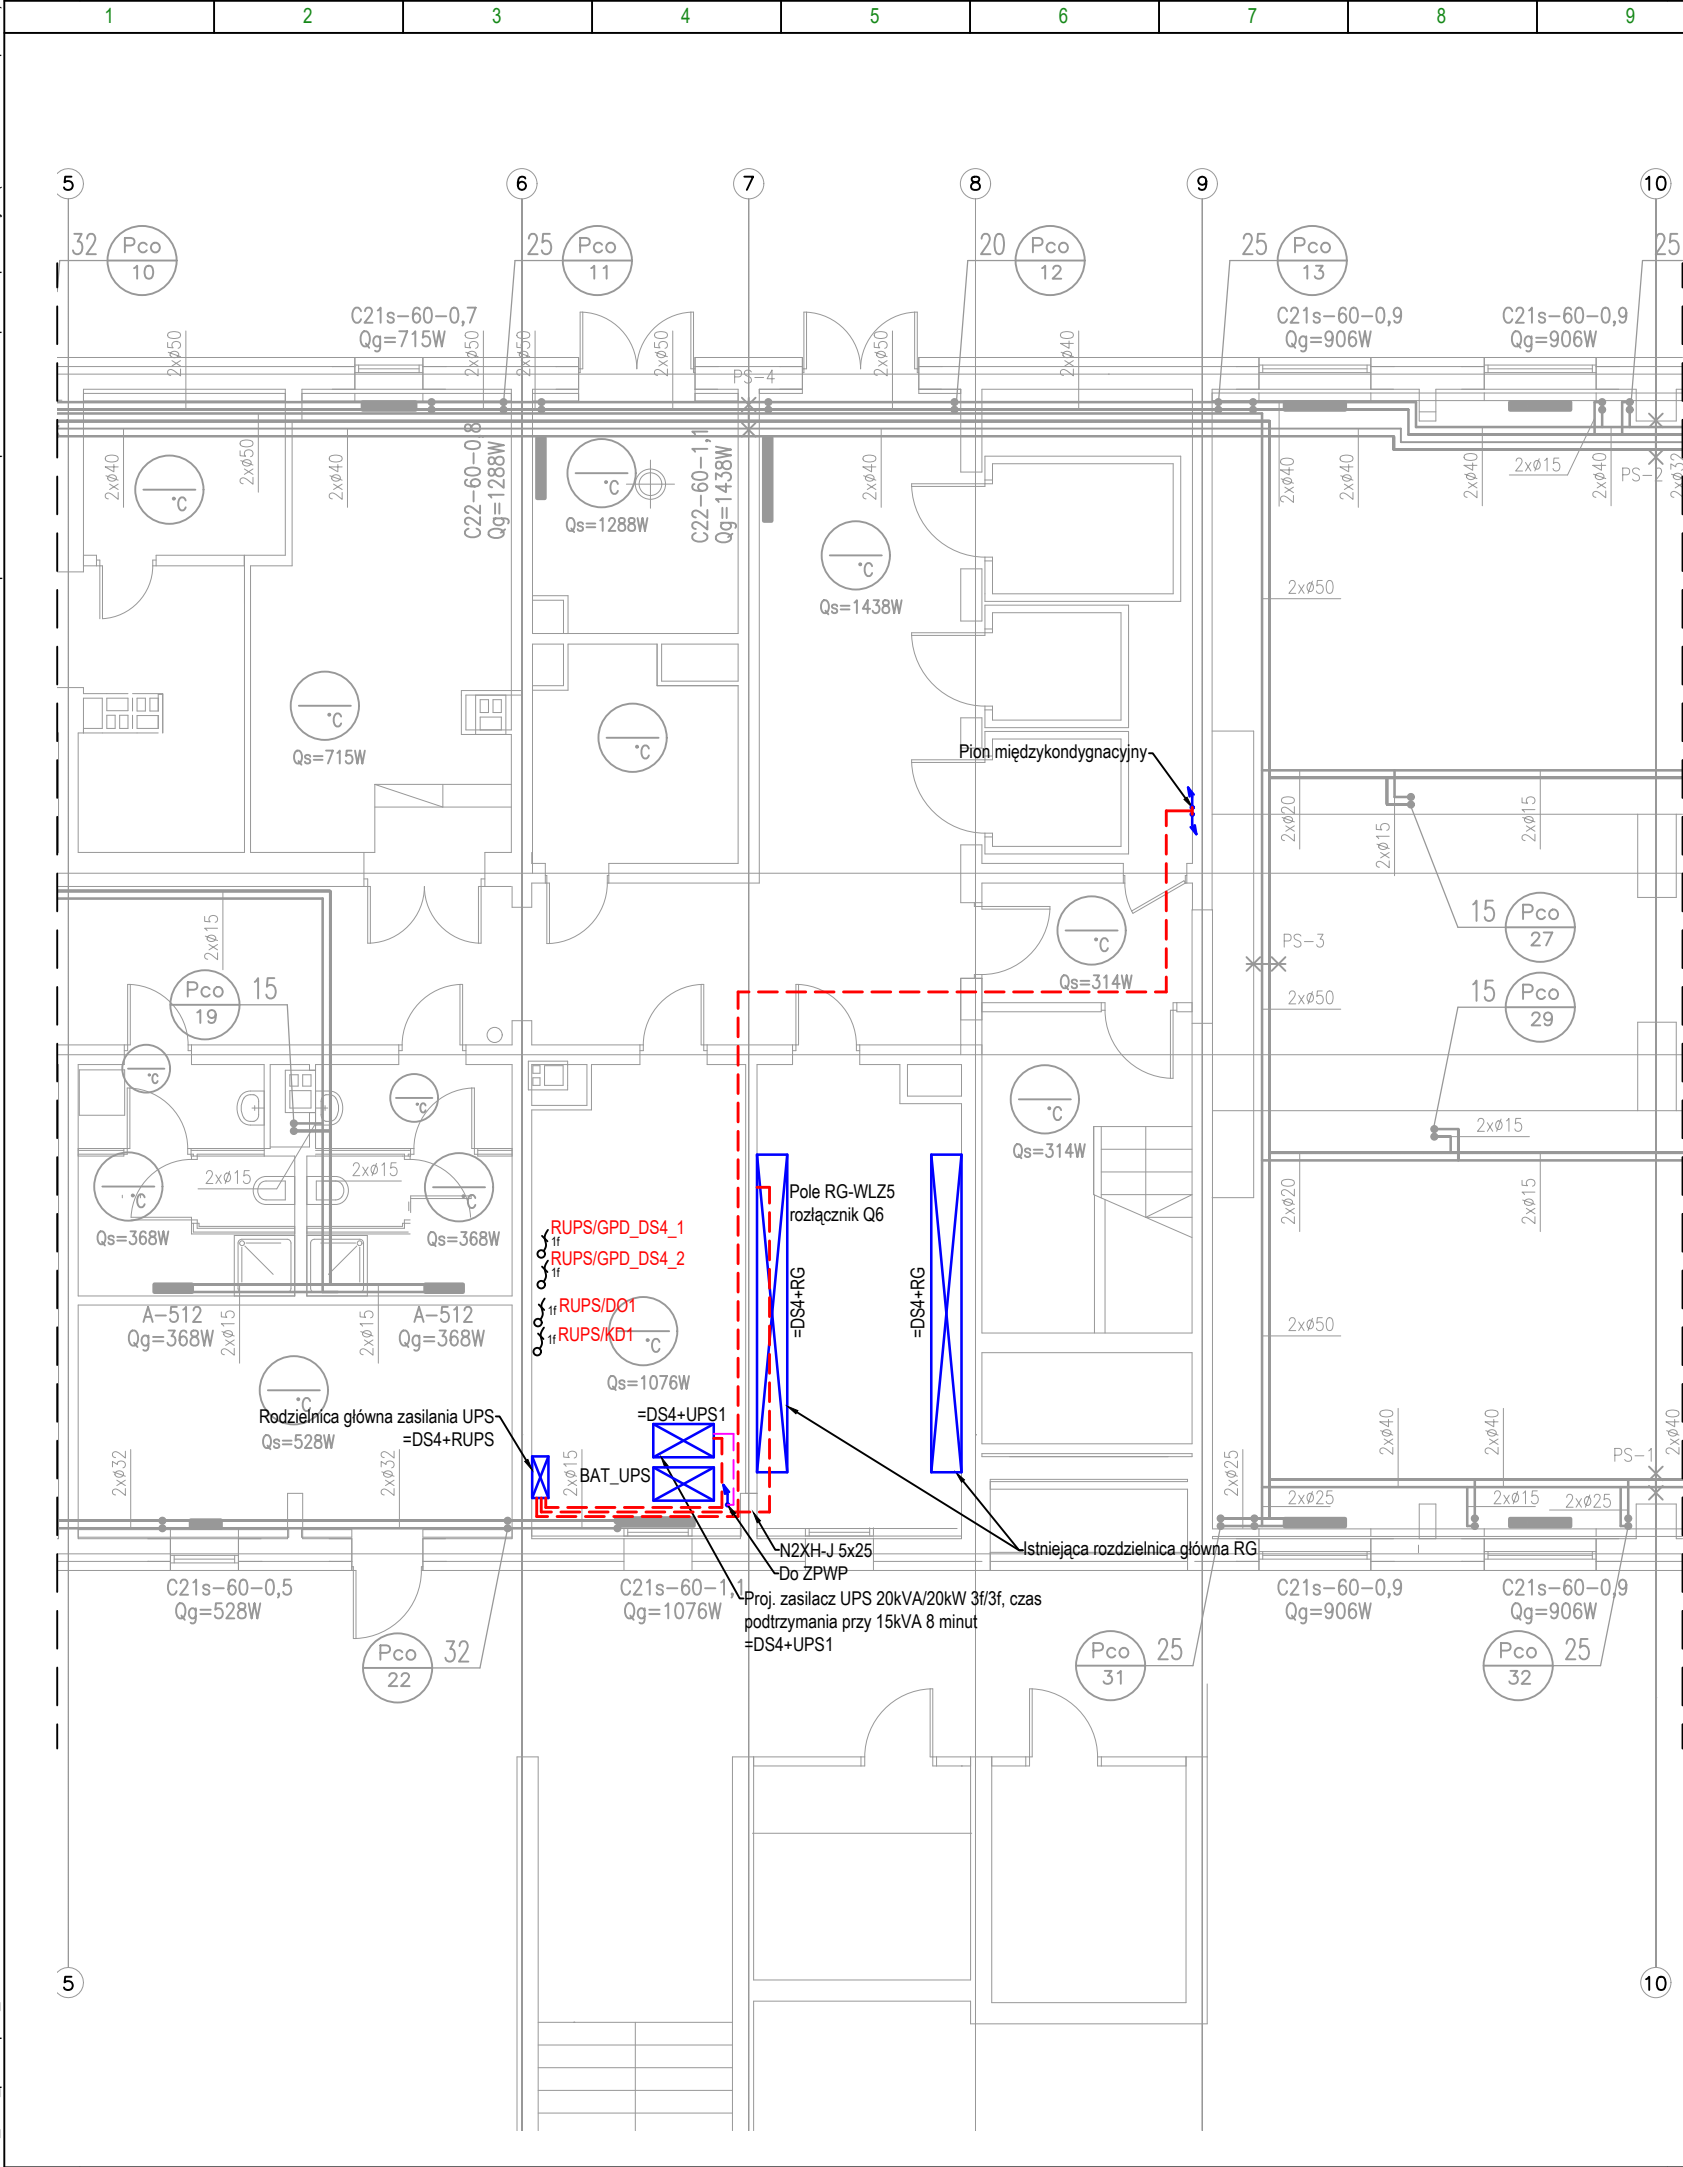 1 2 3 4 5 6 7 8 9
5 6 7 8 9 10
32 Pco 10
25 Pco 11
20 Pco 12
25 Pco 13
25
C21s-60-0,7
Qg=715W
C21s-60-0,9
Qg=906W
C21s-60-0,9
Qg=906W
2xø50
2xø50
2xø50
2xø50
2xø50
2xø40
PS-4
2xø40
2xø50
2xø40
C22-60-0,8
Qg=1288W
°C
Qs=1288W
C22-60-1,1
Qg=1438W
2xø40
°C
°C
Qs=1438W
2xø40
2xø40
2xø40
2xø15
2xø40
PS-2
2xø32
2xø50
°C
Qs=715W
°C
Pion międzykondygnacyjny
2xø20
2xø15
2xø15
15 Pco 27
PS-3
2xø50
15 Pco 29
2xø15
Pco 19 15
°C
Qs=314W
°C
°C
°C
Qs=314W
2xø15
2xø15
2xø15
°C
Qs=368W
°C
Qs=368W
2xø20
2xø15
Pole RG-WLZ5
rozłącznik Q6
RUPS/GPD_DS4_1
1f
RUPS/GPD_DS4_2
1f
1f RUPS/DO1
1f RUPS/KD1
=DS4+RG
=DS4+RG
A-512
Qg=368W
2xø15
2xø15
A-512
Qg=368W
2xø50
°C
Qs=1076W
°C
Qs=528W
Rodzielnica główna zasilania UPS
=DS4+RUPS
=DS4+UPS1
BAT_UPS
2xø32
2xø32
2xø15
2xø25
2xø40
2xø40
PS-1
2xø40
2xø25
2xø15
2xø25
N2XH-J 5x25
Do ZPWP
Istniejąca rozdzielnica główna RG
Proj. zasilacz UPS 20kVA/20kW 3f/3f, czas
podtrzymania przy 15kVA 8 minut
=DS4+UPS1
C21s-60-0,5
Qg=528W
C21s-60-1,1
Qg=1076W
C21s-60-0,9
Qg=906W
C21s-60-0,9
Qg=906W
Pco 22 32
Pco 31 25
Pco 32 25
5 10